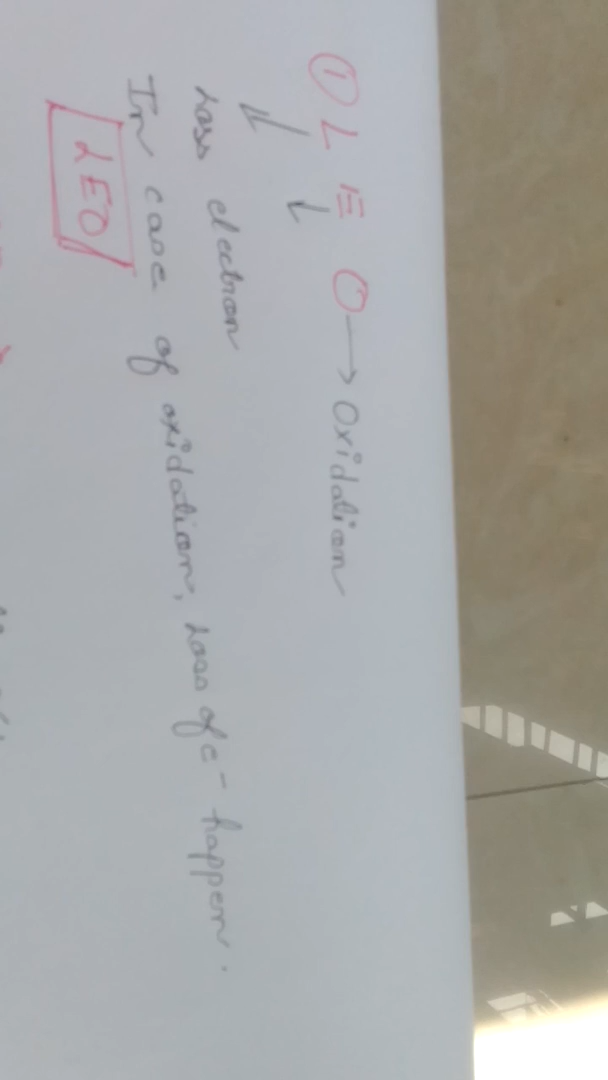 ① L E O → Oxidation
Loss electron
In case of oxidation, Loss of e- happen.
LEO